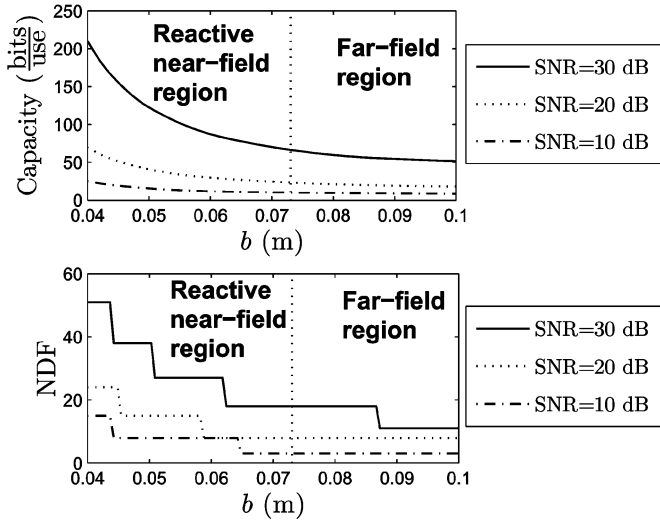 250
200
150
100
50
0
Capacity (bits/use)
Reactive
near-field
region
Far-field
region
0.04 0.05 0.06 0.07 0.08 0.09 0.1
b (m)
SNR=30 dB
SNR=20 dB
SNR=10 dB
60
40
20
0
NDF
Reactive
near-field
region
Far-field
region
0.04 0.05 0.06 0.07 0.08 0.09 0.1
b (m)
SNR=30 dB
SNR=20 dB
SNR=10 dB